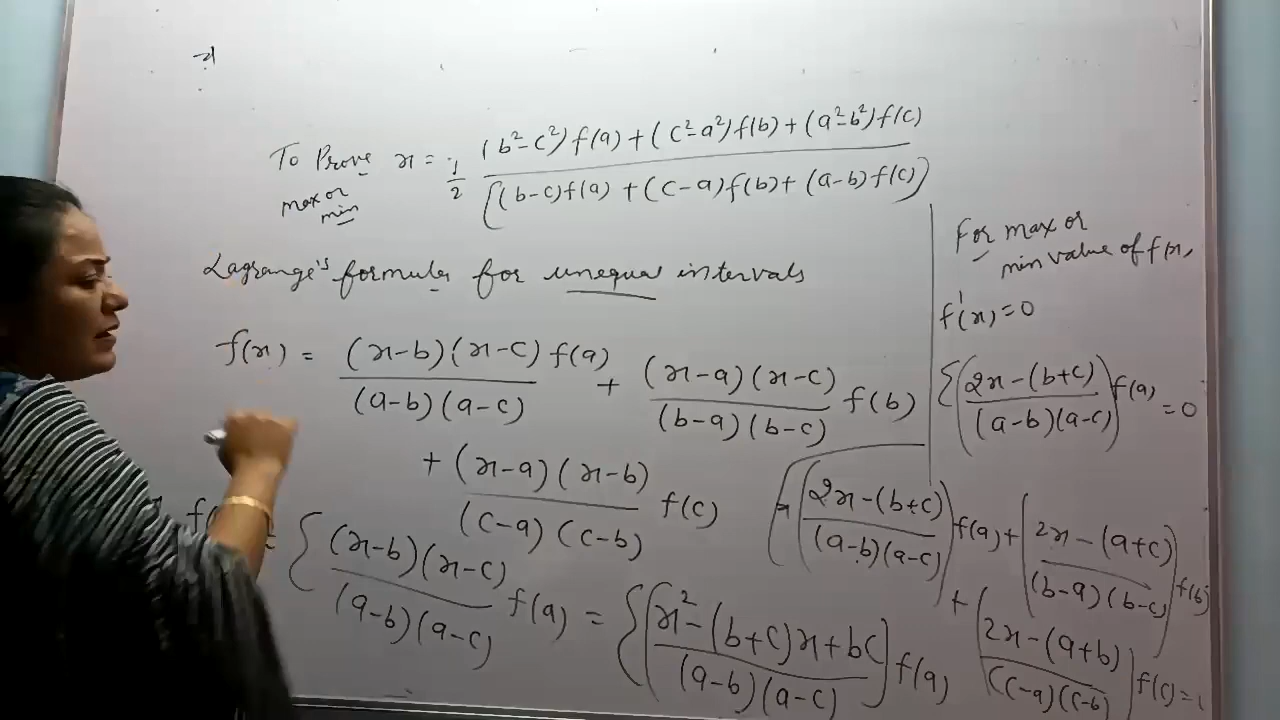 To Prove x = 1/2 (b²-c²)f(a) + (c²-a²)f(b) + (a²-b²)f(c) / [(b-c)f(a) + (c-a)f(b) + (a-b)f(c)]
max or
min
Lagrange's formula for unequal intervals
f(x) = (x-b)(x-c) / (a-b)(a-c) f(a) + (x-a)(x-c) / (b-a)(b-c) f(b)
+ (x-a)(x-b) / (c-a)(c-b) f(c)
= { (x-b)(x-c) / (a-b)(a-c) f(a) = { [x²-(b+c)x+bc / (a-b)(a-c)] f(a)
For max or
min value of f(x),
f'(x)=0
{ (2x-(b+c) / (a-b)(a-c)) f(a) = 0
(2x-(b+c) / (a-b)(a-c)) f(a) + [2x-(a+c) / (b-a)(b-c)] f(b)
+ [2x-(a+b) / (c-a)(c-b)] f(c) =